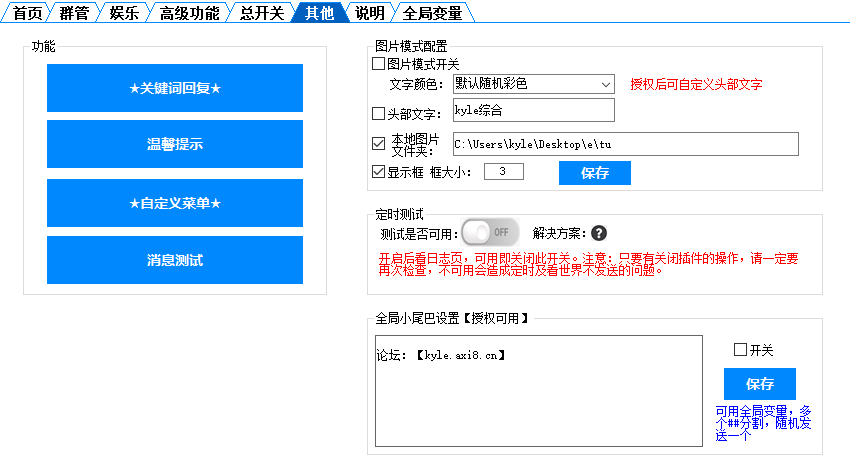 首页 群管 娱乐 高级功能 总开关 其他 说明 全局变量
功能
★关键词回复★
温馨提示
★自定义菜单★
消息测试
图片模式配置
图片模式开关
文字颜色： 默认随机彩色 授权后可自定义头部文字
头部文字： kyle综合
本地图片
文件夹： C:\Users\kyle\Desktop\e\tu
显示框 框大小： 3 保存
定时测试
测试是否可用： OFF 解决方案： ?
开启后看日志页，可用即关闭此开关。注意：只要有关闭插件的操作，请一定要
再次检查，不可用会造成定时及看世界不发送的问题。
全局小尾巴设置【授权可用】
论坛：【kyle.axi8.cn】
开关
保存
可用全局变量，多
个##分割，随机发
送一个